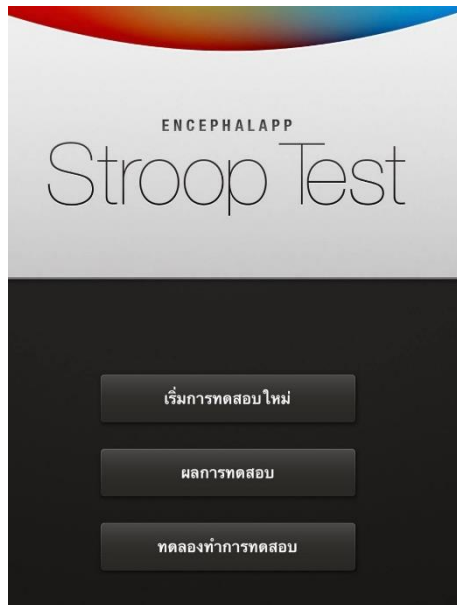 ENCEPHALAPP
Stroop Test
เริ่มการทดสอบใหม่
ผลการทดสอบ
ทดลองทำการทดสอบ